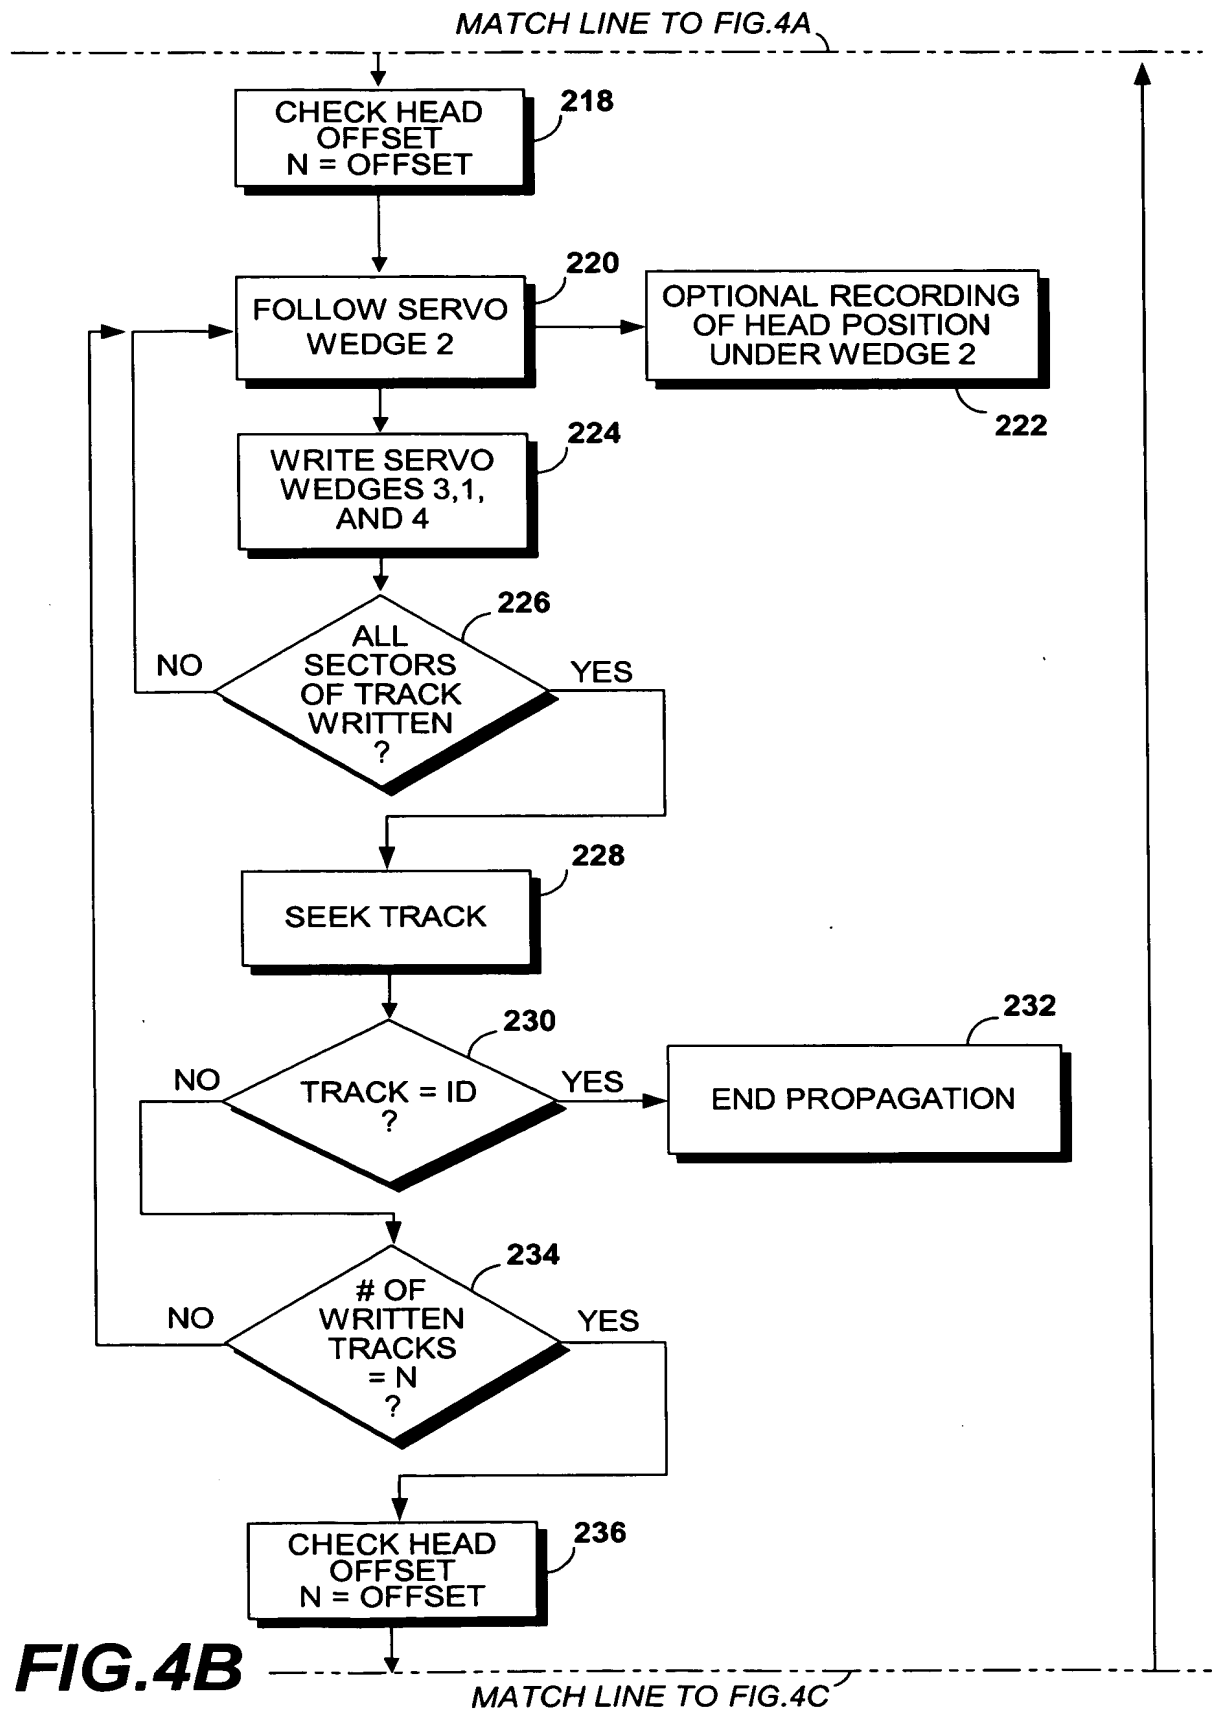 MATCH LINE TO FIG.4A
CHECK HEAD
OFFSET
N = OFFSET
218
FOLLOW SERVO
WEDGE 2
220
OPTIONAL RECORDING
OF HEAD POSITION
UNDER WEDGE 2
222
WRITE SERVO
WEDGES 3,1,
AND 4
224
ALL
SECTORS
OF TRACK
WRITTEN
?
226
NO
YES
SEEK TRACK
228
TRACK = ID
?
230
NO
YES
END PROPAGATION
232
# OF
WRITTEN
TRACKS
= N
?
234
NO
YES
CHECK HEAD
OFFSET
N = OFFSET
236
FIG.4B
MATCH LINE TO FIG.4C